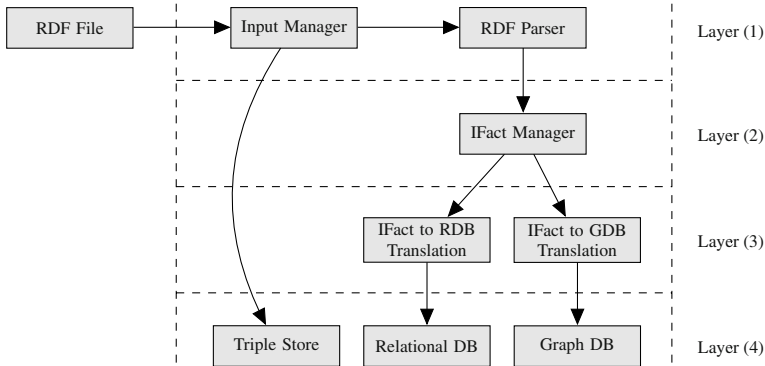 RDF File
Input Manager
RDF Parser
Layer (1)
IFact Manager
Layer (2)
IFact to RDB
Translation
IFact to GDB
Translation
Layer (3)
Triple Store
Relational DB
Graph DB
Layer (4)